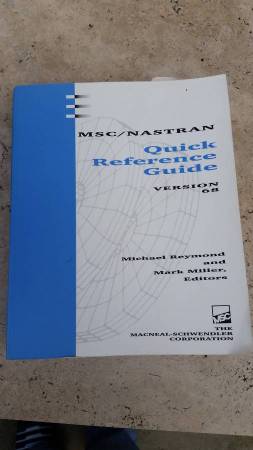 MSC/NASTRAN
Quick
Reference
Guide
VERSION
68
Michael Reymond
and
Mark Miller,
Editors
MSC
THE
MACNEAL-SCHWENDLER
CORPORATION